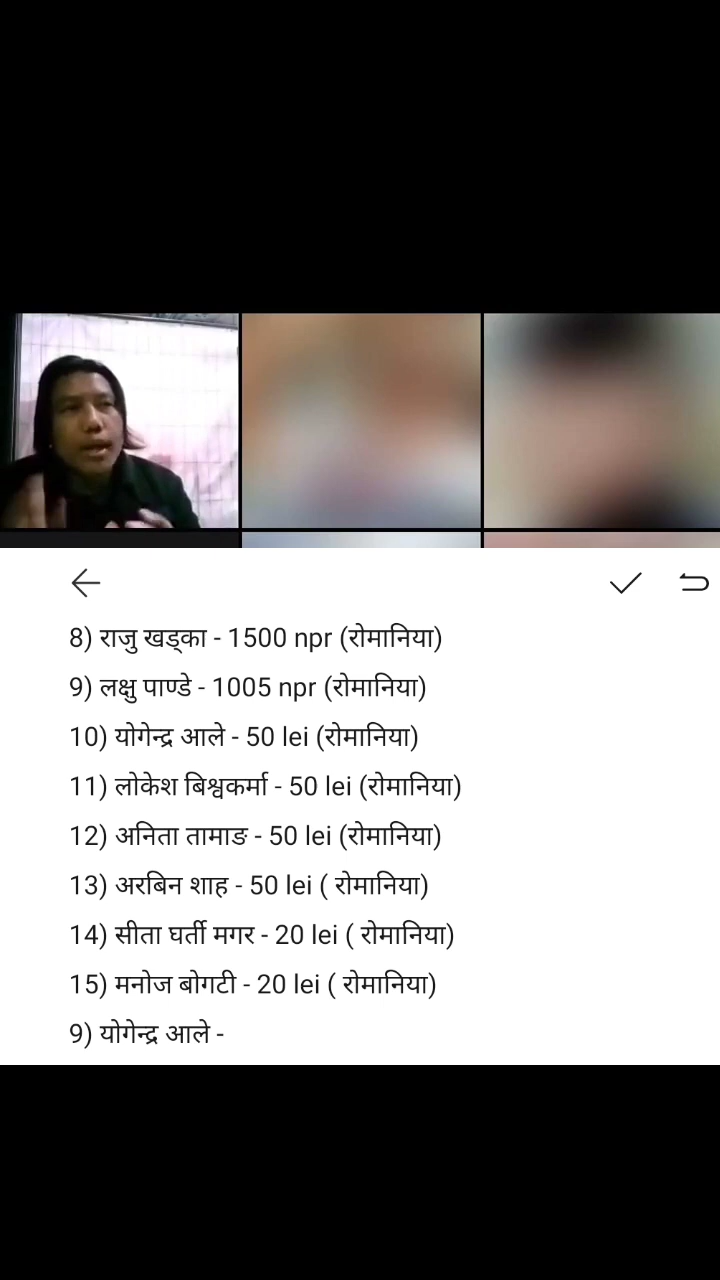 8) राजु खड्का - 1500 npr (रोमानिया)
9) लक्षु पाण्डे - 1005 npr (रोमानिया)
10) योगेन्द्र आले - 50 lei (रोमानिया)
11) लोकेश बिश्वकर्मा - 50 lei (रोमानिया)
12) अनिता तामाङ - 50 lei (रोमानिया)
13) अरबिन शाह - 50 lei ( रोमानिया)
14) सीता घर्ती मगर - 20 lei ( रोमानिया)
15) मनोज बोगटी - 20 lei ( रोमानिया)
9) योगेन्द्र आले -